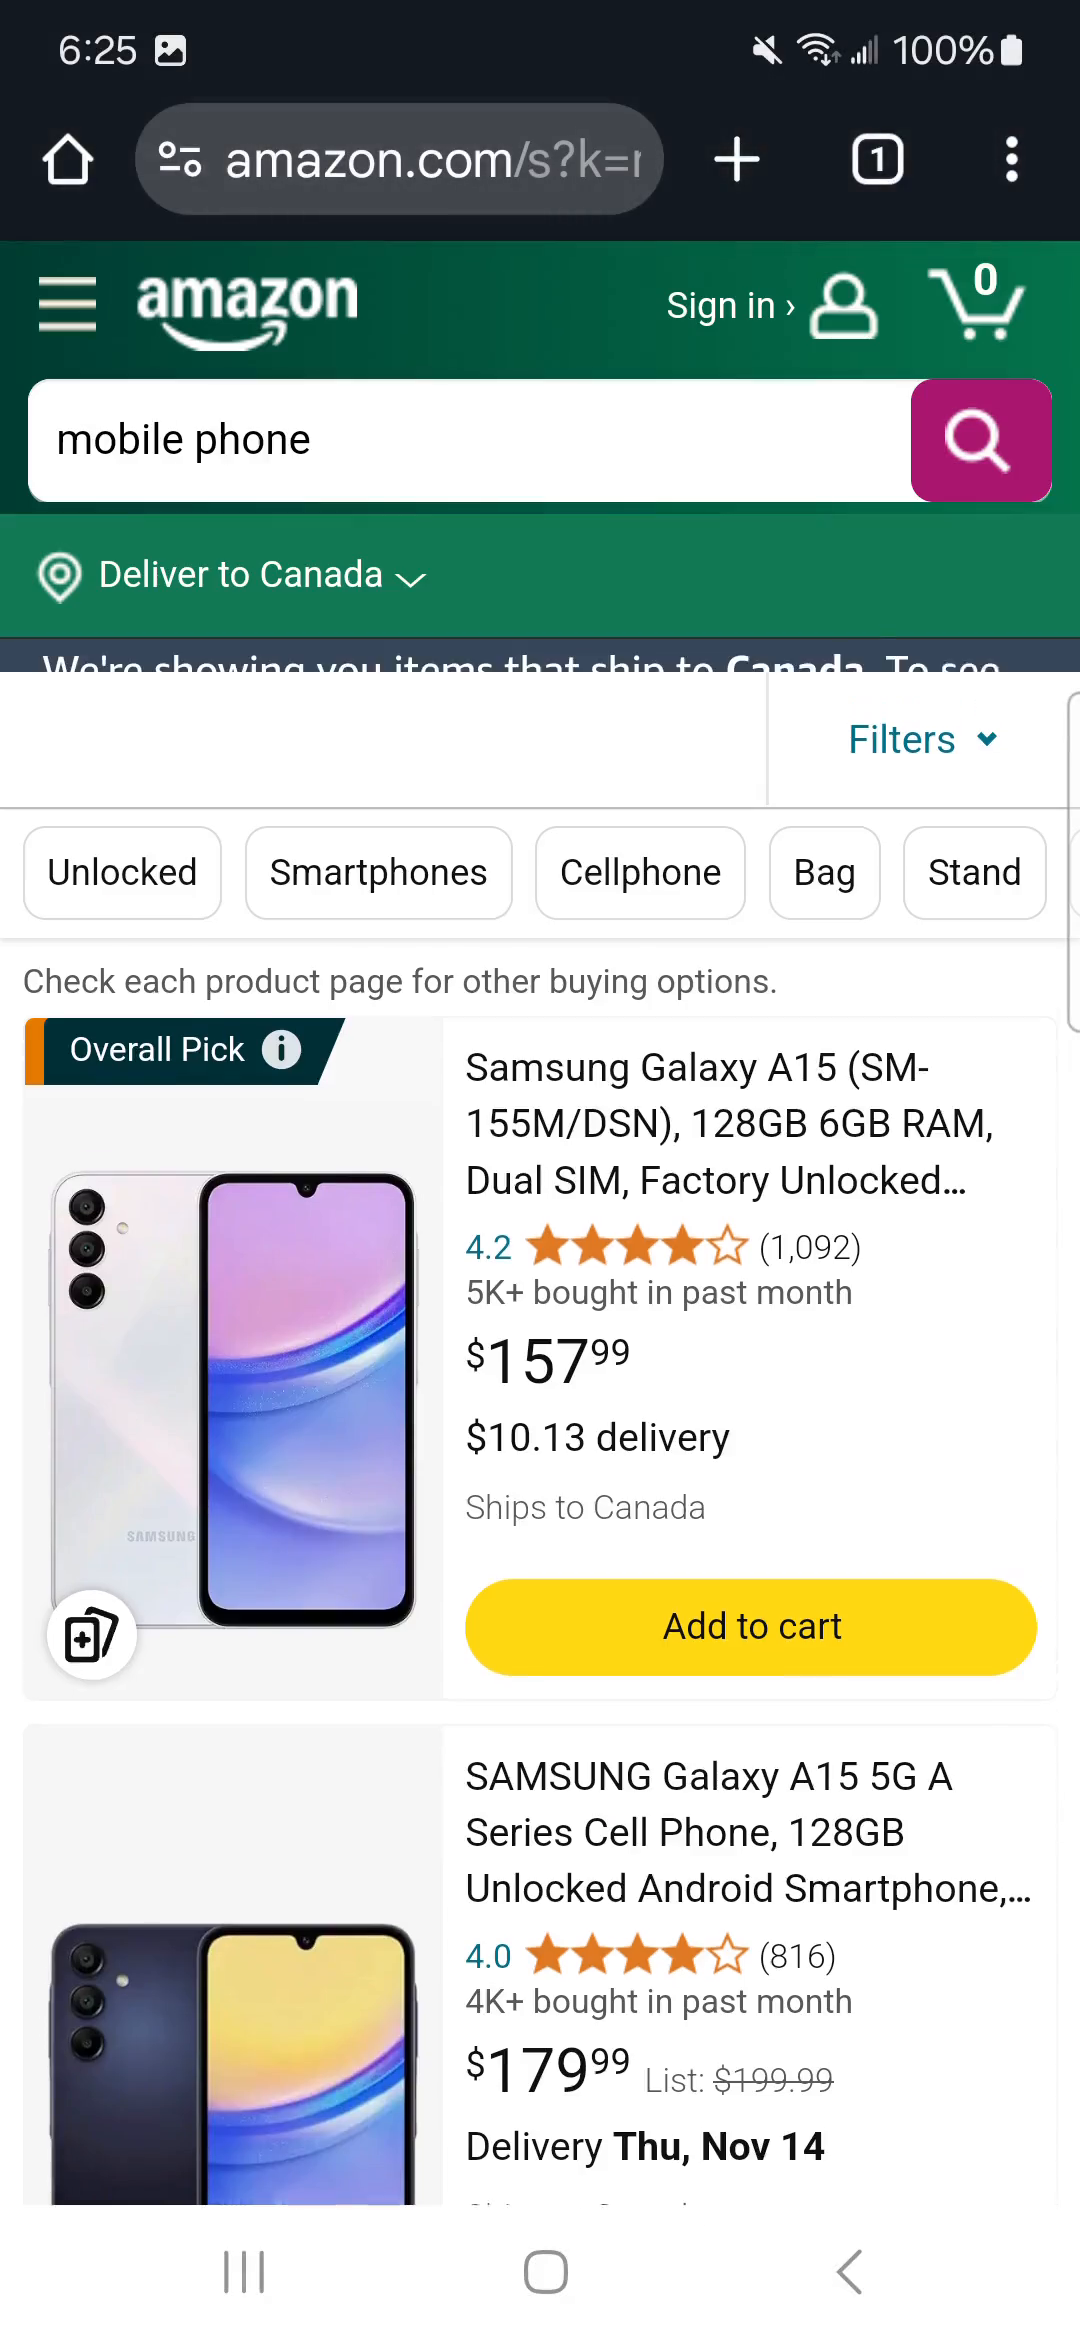 6:25
100%
amazon.com/s?k=
1
amazon
Sign in ›
0
mobile phone
Deliver to Canada
We're showing you items that ship to Canada. To see
Filters
Unlocked
Smartphones
Cellphone
Bag
Stand
Check each product page for other buying options.
Overall Pick
Samsung Galaxy A15 (SM-
155M/DSN), 128GB 6GB RAM,
Dual SIM, Factory Unlocked...
4.2 (1,092)
5K+ bought in past month
$157.99
$10.13 delivery
Ships to Canada
SAMSUNG
Add to cart
SAMSUNG Galaxy A15 5G A
Series Cell Phone, 128GB
Unlocked Android Smartphone,...
4.0 (816)
4K+ bought in past month
$179.99 List: $199.99
Delivery Thu, Nov 14